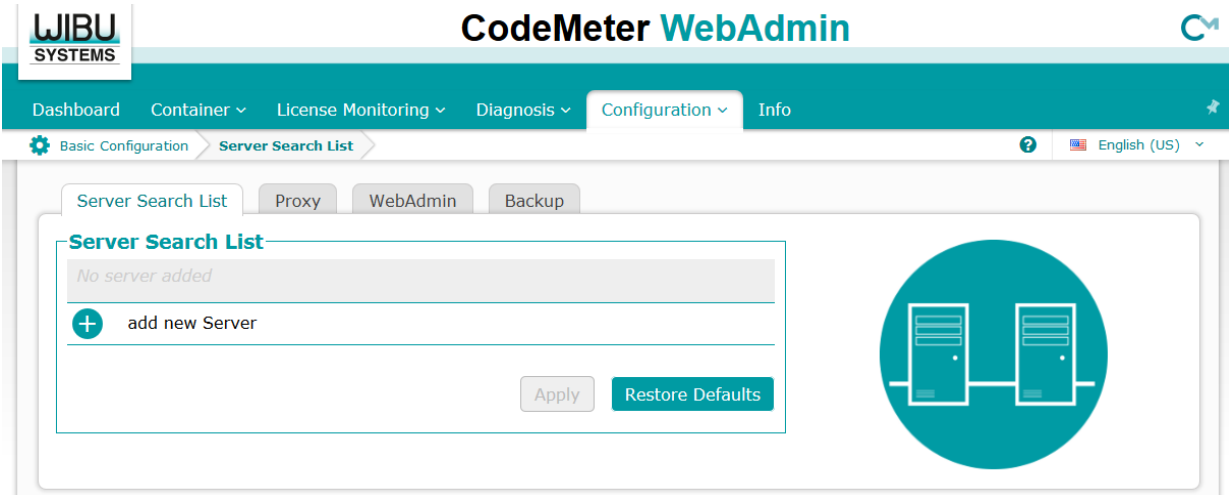 WIBU
SYSTEMS
CodeMeter WebAdmin
CM
Dashboard Container License Monitoring Diagnosis Configuration Info
Basic Configuration Server Search List ? English (US)
Server Search List Proxy WebAdmin Backup
Server Search List
No server added
+ add new Server
Apply Restore Defaults